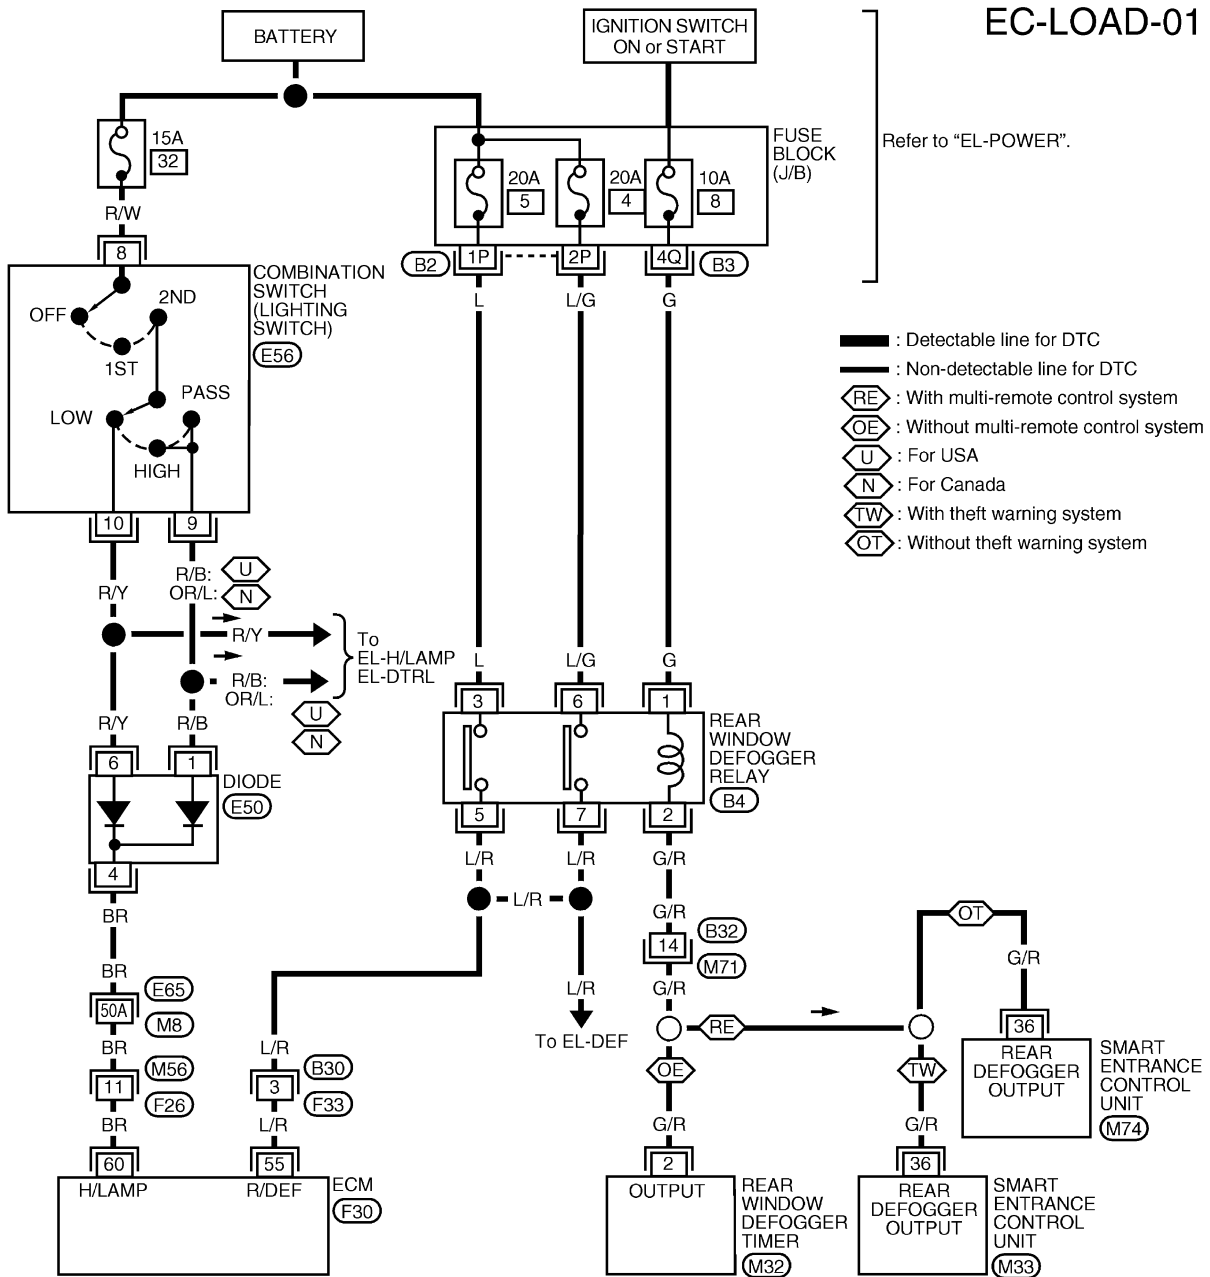 EC-LOAD-01
BATTERY
IGNITION SWITCH
ON or START
15A
32
R/W
8
FUSE
BLOCK
(J/B)
Refer to “EL-POWER”.
20A
5
20A
4
10A
8
B2
1P
2P
4Q
B3
L
L/G
G
COMBINATION
SWITCH
(LIGHTING
SWITCH)
E56
OFF
2ND
1ST
PASS
LOW
HIGH
10
9
: Detectable line for DTC
: Non-detectable line for DTC
RE : With multi-remote control system
OE : Without multi-remote control system
U : For USA
N : For Canada
TW : With theft warning system
OT : Without theft warning system
R/Y
R/B: U
OR/L: N
R/Y
R/B:
OR/L:
U
N
To
EL-H/LAMP
EL-DTRL
R/Y
R/B
6
1
DIODE
E50
4
L
L/G
G
3
6
1
REAR
WINDOW
DEFOGGER
RELAY
B4
5
7
2
L/R
L/R
G/R
L/R
G/R
14
B32
M71
G/R
L/R
To EL-DEF
RE
OE
OT
G/R
TW
36
REAR
DEFOGGER
OUTPUT
SMART
ENTRANCE
CONTROL
UNIT
M74
BR
BR
50A
E65
M8
BR
11
M56
F26
BR
60
H/LAMP
L/R
3
B30
F33
L/R
55
R/DEF
ECM
F30
G/R
2
OUTPUT
REAR
WINDOW
DEFOGGER
TIMER
M32
G/R
36
REAR
DEFOGGER
OUTPUT
SMART
ENTRANCE
CONTROL
UNIT
M33